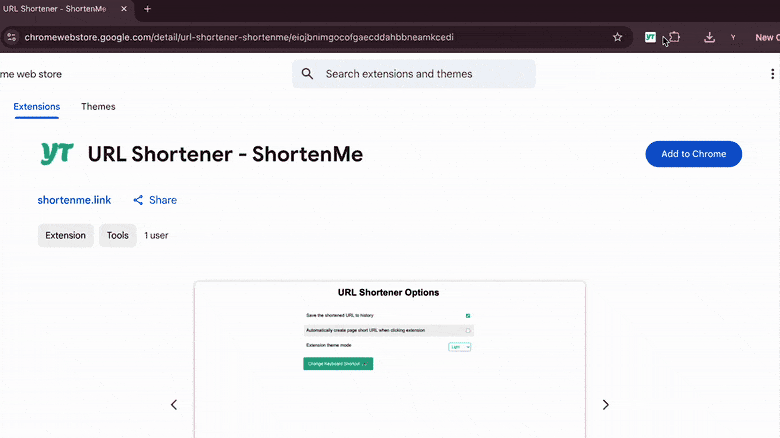 URL Shortener - ShortenMe
chromewebstore.google.com/detail/url-shortener-shortenme/eiojbnimgocofgaecddahbbneamkcedi
YT
Y
New C
me web store
Search extensions and themes
Extensions
Themes
YT
URL Shortener - ShortenMe
Add to Chrome
shortenme.link
Share
Extension
Tools
1 user
URL Shortener Options
Save the shortened URL to history
Automatically create page short URL when clicking extension
Extension theme mode
Light
Change Keyboard Shortcut